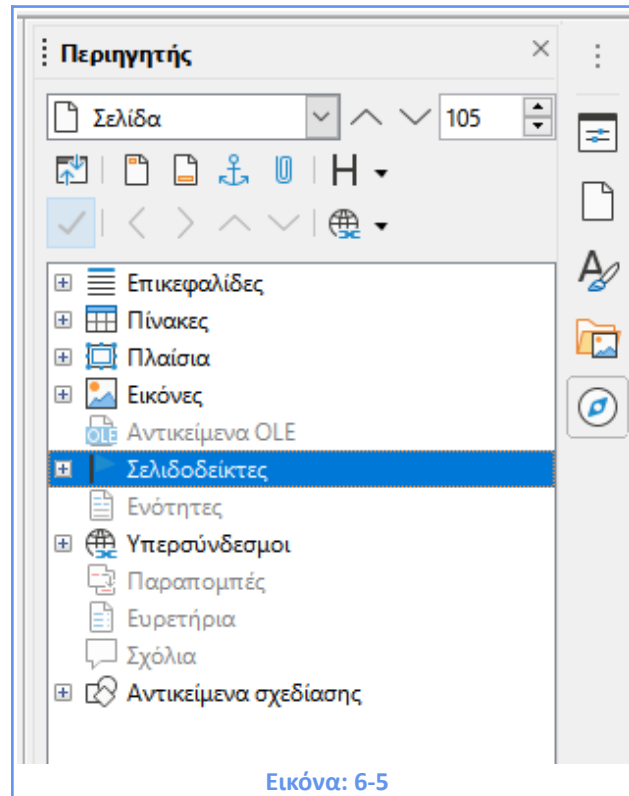 Περιηγητής
Σελίδα 105
H
Επικεφαλίδες
Πίνακες
Πλαίσια
Εικόνες
OLE Αντικείμενα OLE
Σελιδοδείκτες
Ενότητες
Υπερσύνδεσμοι
Παραπομπές
Ευρετήρια
Σχόλια
Αντικείμενα σχεδίασης
Εικόνα: 6-5